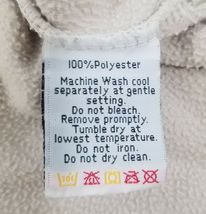 100%Polyester
Machine Wash cool
separately at gentle
setting.
Do not bleach.
Remove promptly.
Tumble dry at
lowest temperature.
Do not iron.
Do not dry clean.